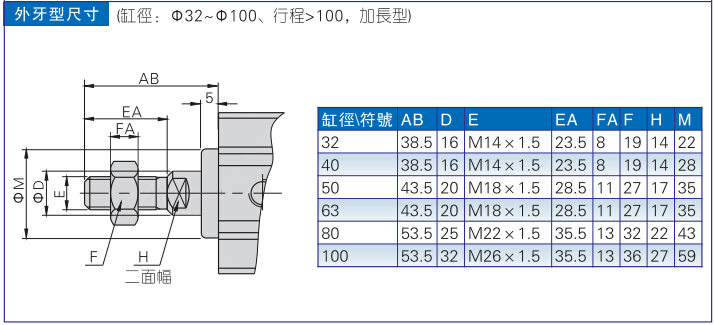 外牙型尺寸 (缸徑：Φ32~Φ100、行程>100，加長型)
AB
5
EA
FA
ΦM
ΦD
E
F H
二面幅
缸徑\符號 AB D E EA FA F H M
32 38.5 16 M14×1.5 23.5 8 19 14 22
40 38.5 16 M14×1.5 23.5 8 19 14 28
50 43.5 20 M18×1.5 28.5 11 27 17 35
63 43.5 20 M18×1.5 28.5 11 27 17 35
80 53.5 25 M22×1.5 35.5 13 32 22 43
100 53.5 32 M26×1.5 35.5 13 36 27 59